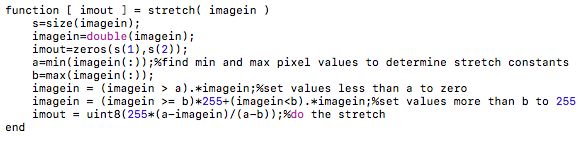 function [ imout ] = stretch( imagein )
s=size(imagein);
imagein=double(imagein);
imout=zeros(s(1),s(2));
a=min(imagein(:));%find min and max pixel values to determine stretch constants
b=max(imagein(:));
imagein = (imagein > a).*imagein;%set values less than a to zero
imagein = (imagein >= b)*255+(imagein<b).*imagein;%set values more than b to 255
imout = uint8(255*(a-imagein)/(a-b));%do the stretch
end